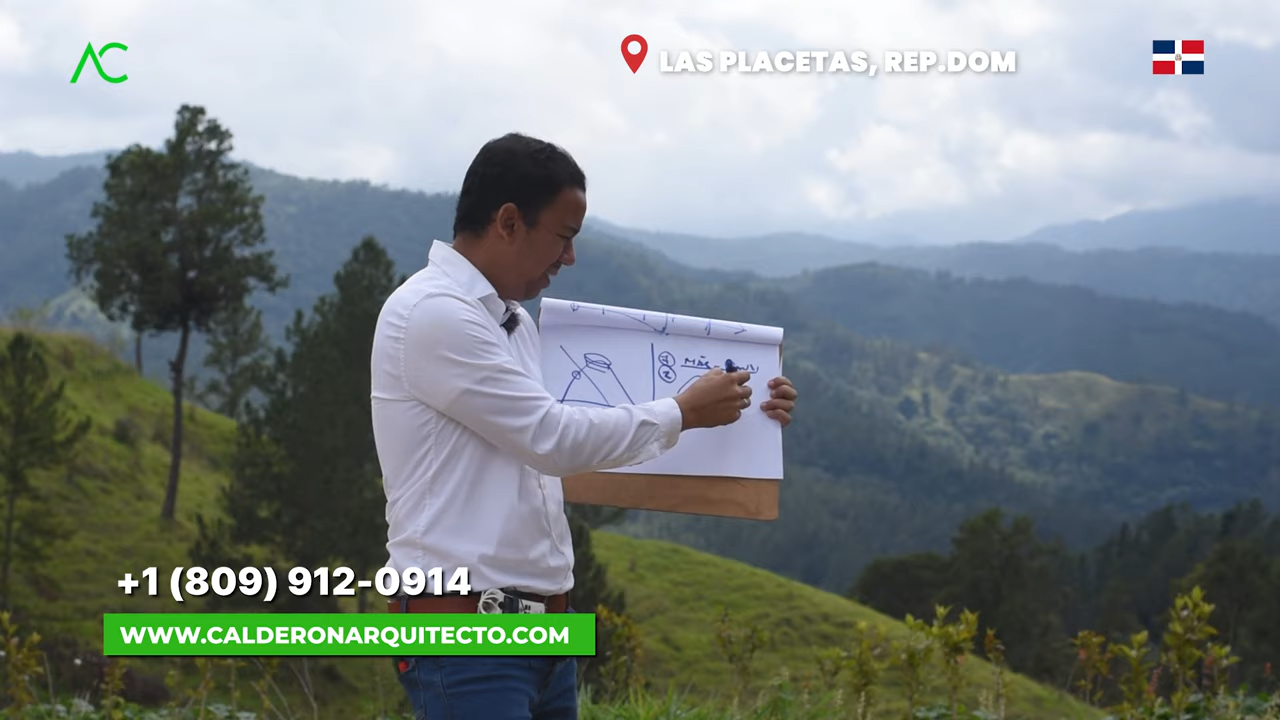 AC
LAS PLACETAS, REP.DOM
+1 (809) 912-0914
WWW.CALDERONARQUITECTO.COM